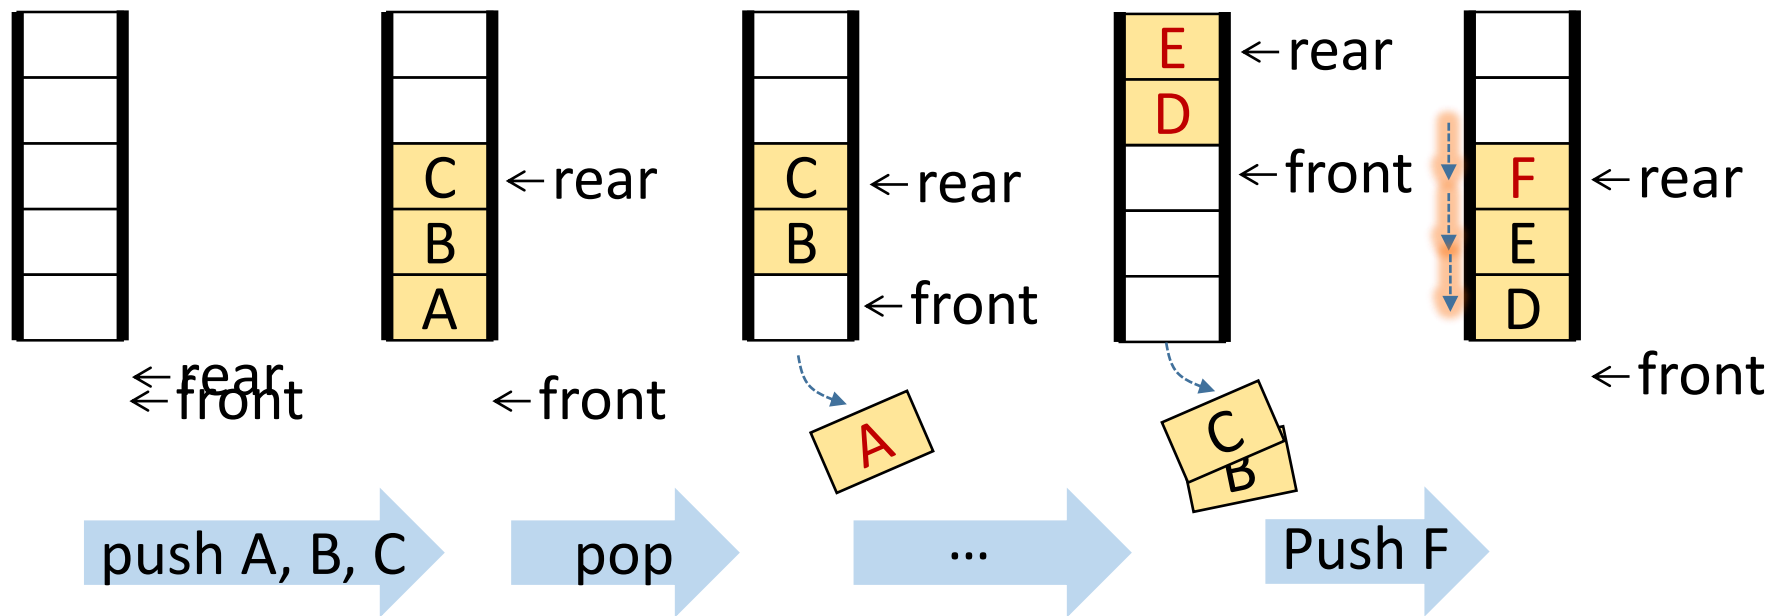 E ← rear
D
C ← rear
C ← rear
← front
F ← rear
B
B
E
A
← front
D
← rear
← front
← front
← front
A
C
B
push A, B, C
pop
...
Push F